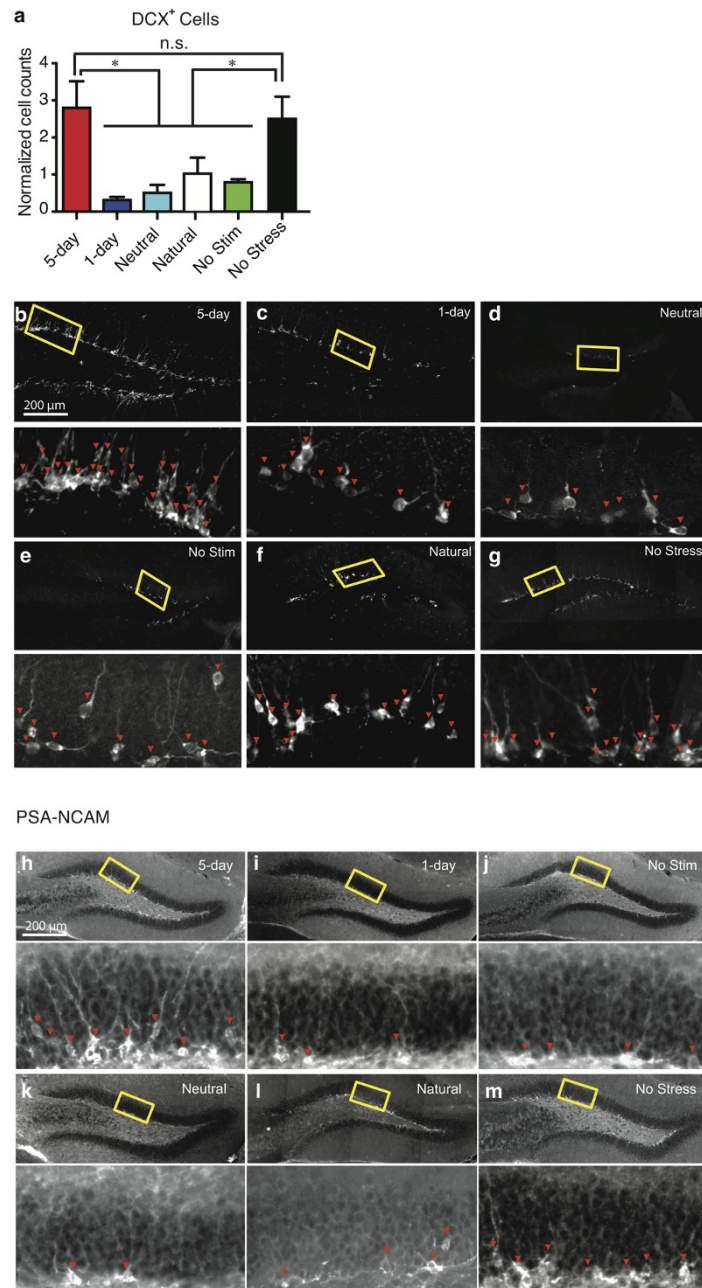 a
DCX+ Cells
n.s.
* *
Normalized cell counts
4
3
2
1
0
5-day 1-day Neutral Natural No Stim No Stress
b 5-day c 1-day d Neutral
200 μm
e No Stim f Natural g No Stress
PSA-NCAM
h 5-day i 1-day j No Stim
200 μm
k Neutral l Natural m No Stress